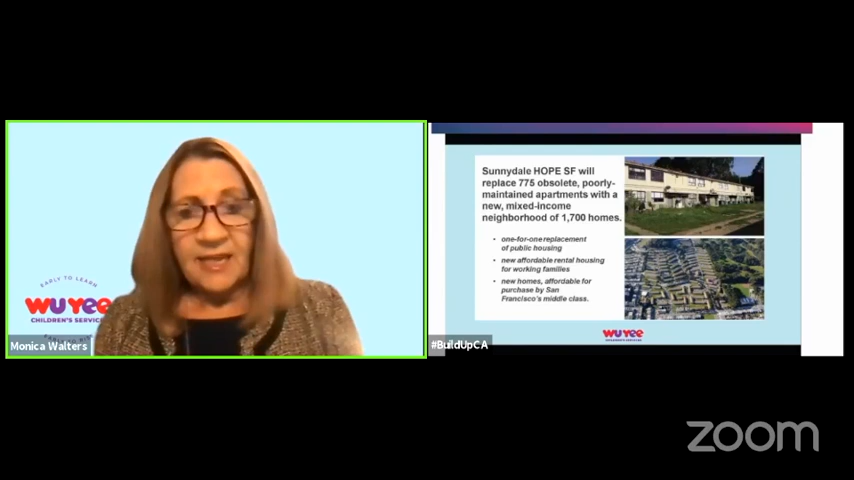 EARLY TO LEARN
WU YEE
CHILDREN'S SERVICES
Monica Walters
Sunnydale HOPE SF will
replace 775 obsolete, poorly-
maintained apartments with a
new, mixed-income
neighborhood of 1,700 homes.
• one-for-one replacement
of public housing
• new affordable rental housing
for working families
• new homes, affordable for
purchase by San
Francisco's middle class.
WU YEE
CHILDREN'S SERVICES
#BuildUpCA
zoom